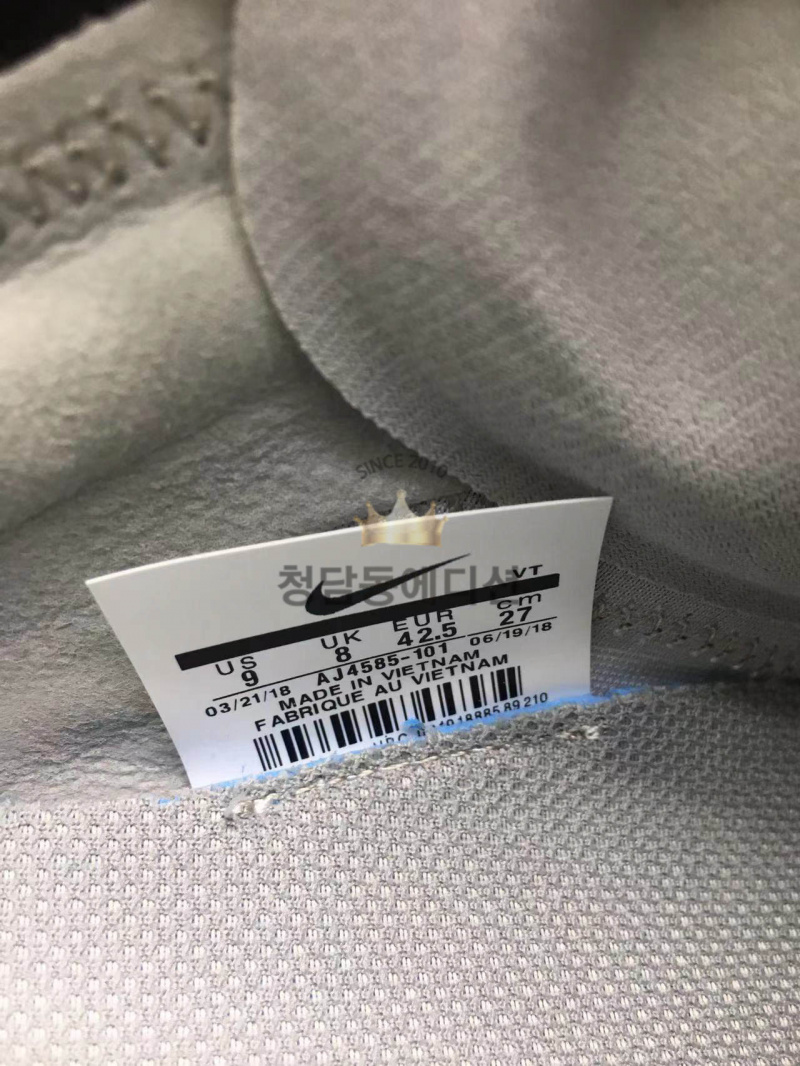 SINCE 2010
청담동에디션
VT
US UK EUR cm
9 8 42.5 27
03/21/18 AJ4585-101 06/19/18
MADE IN VIETNAM
FABRIQUE AU VIETNAM